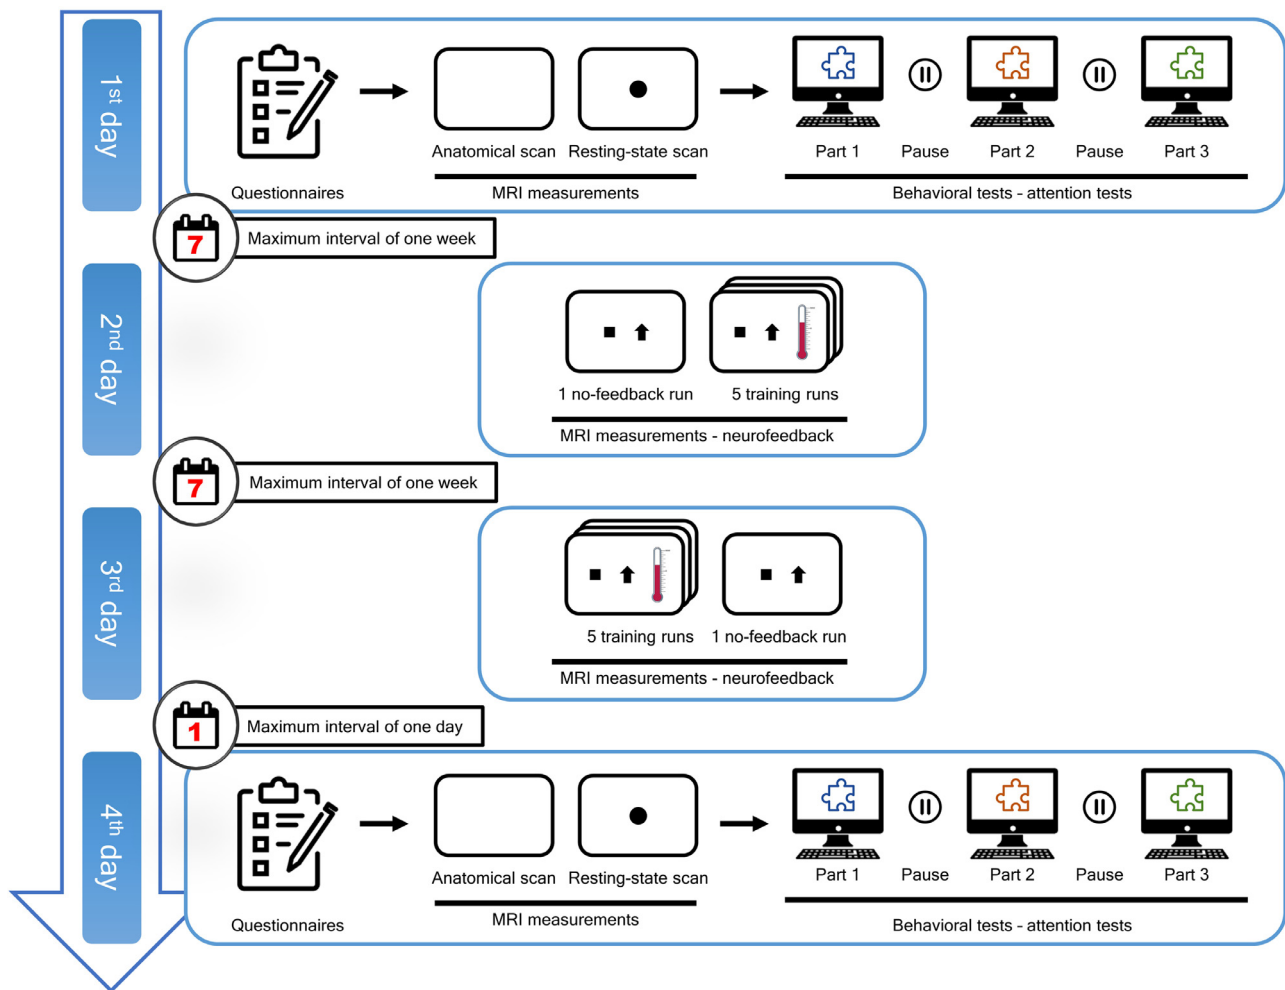 1st day
Anatomical scan
Resting-state scan
Part 1
Pause
Part 2
Pause
Part 3
Questionnaires
MRI measurements
Behavioral tests - attention tests
7
Maximum interval of one week
2nd day
1 no-feedback run
5 training runs
MRI measurements - neurofeedback
7
Maximum interval of one week
3rd day
5 training runs
1 no-feedback run
MRI measurements - neurofeedback
1
Maximum interval of one day
4th day
Anatomical scan
Resting-state scan
Part 1
Pause
Part 2
Pause
Part 3
Questionnaires
MRI measurements
Behavioral tests - attention tests